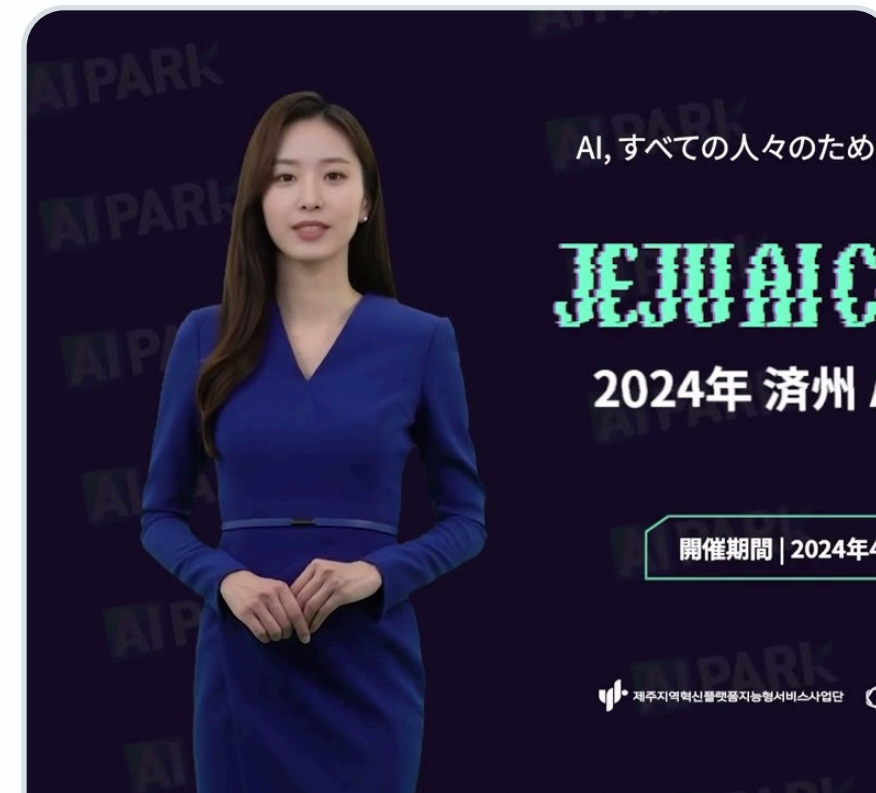 AI PARK
AI, すべての人々のため
JEJU AI C
2024年 済州
開催期間 | 2024年4
제주지역혁신플랫폼지능형서비스사업단